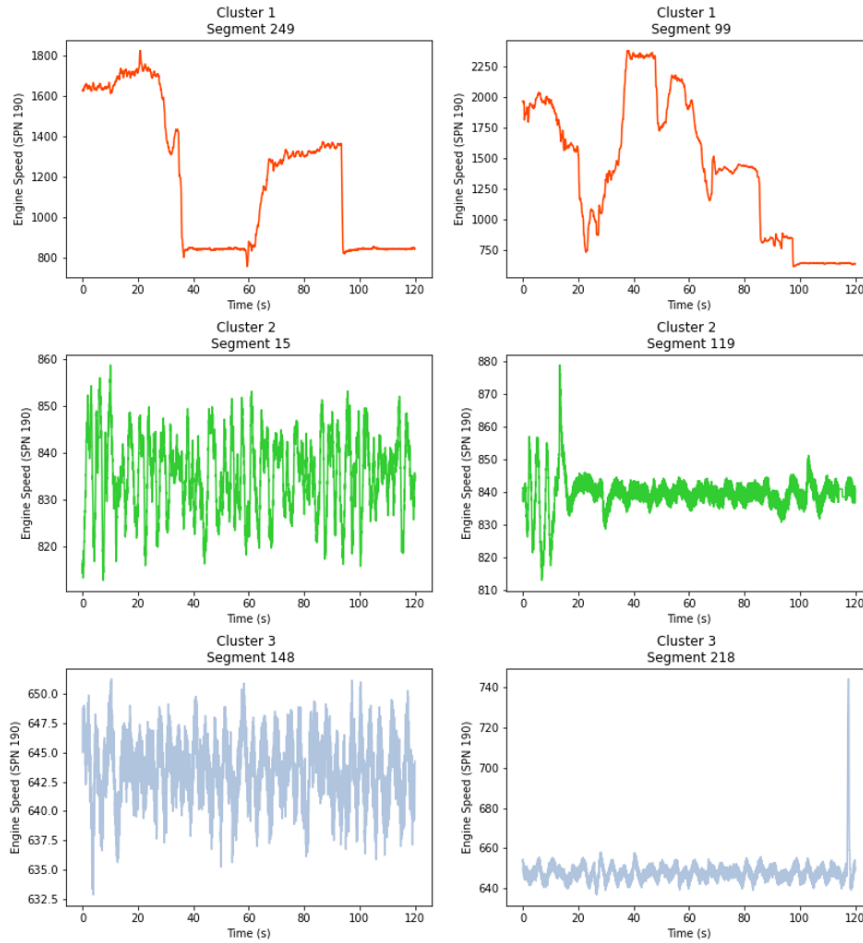 Cluster 1
Segment 249
Engine Speed (SPN 190)
1800
1600
1400
1200
1000
800
0 20 40 60 80 100 120
Time (s)
Cluster 1
Segment 99
Engine Speed (SPN 190)
2250
2000
1750
1500
1250
1000
750
0 20 40 60 80 100 120
Time (s)
Cluster 2
Segment 15
Engine Speed (SPN 190)
860
850
840
830
820
0 20 40 60 80 100 120
Time (s)
Cluster 2
Segment 119
Engine Speed (SPN 190)
880
870
860
850
840
830
820
810
0 20 40 60 80 100 120
Time (s)
Cluster 3
Segment 148
Engine Speed (SPN 190)
650.0
647.5
645.0
642.5
640.0
637.5
635.0
632.5
0 20 40 60 80 100 120
Time (s)
Cluster 3
Segment 218
Engine Speed (SPN 190)
740
720
700
680
660
640
0 20 40 60 80 100 120
Time (s)